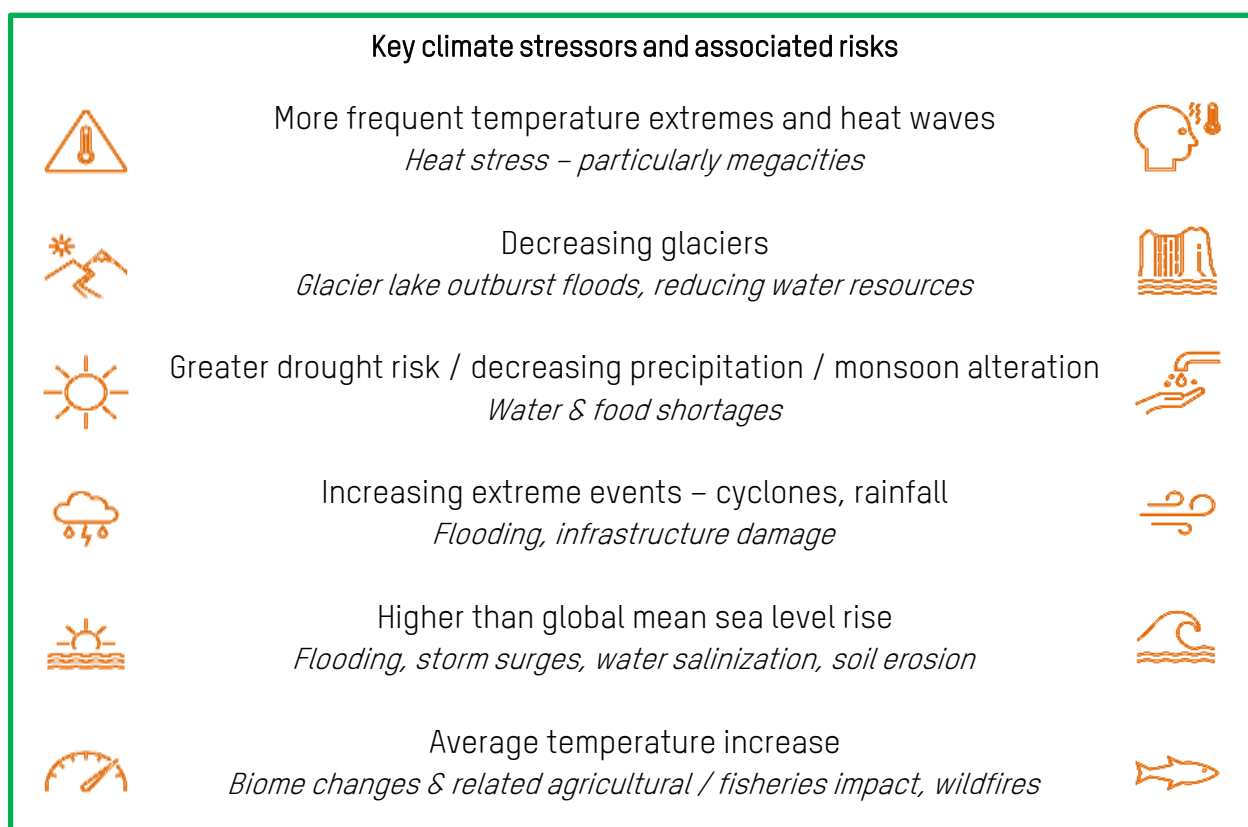 Key climate stressors and associated risks
More frequent temperature extremes and heat waves
Heat stress – particularly megacities
Decreasing glaciers
Glacier lake outburst floods, reducing water resources
Greater drought risk / decreasing precipitation / monsoon alteration
Water & food shortages
Increasing extreme events – cyclones, rainfall
Flooding, infrastructure damage
Higher than global mean sea level rise
Flooding, storm surges, water salinization, soil erosion
Average temperature increase
Biome changes & related agricultural / fisheries impact, wildfires